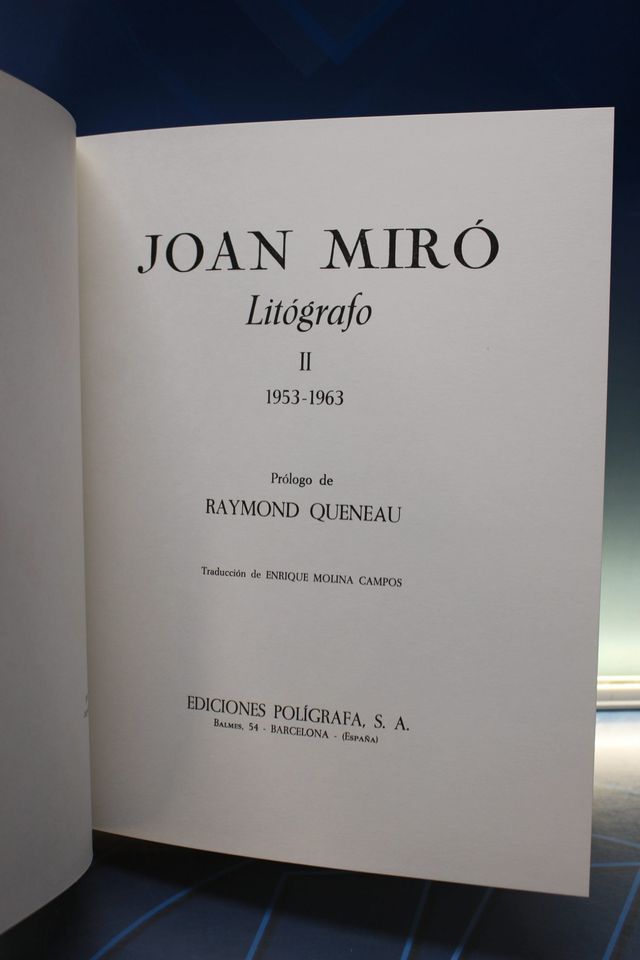 JOAN MIRÓ
Litógrafo
II
1953-1963
Prólogo de
RAYMOND QUENEAU
Traducción de ENRIQUE MOLINA CAMPOS
EDICIONES POLÍGRAFA, S. A.
BALMES, 54 - BARCELONA - (ESPAÑA)